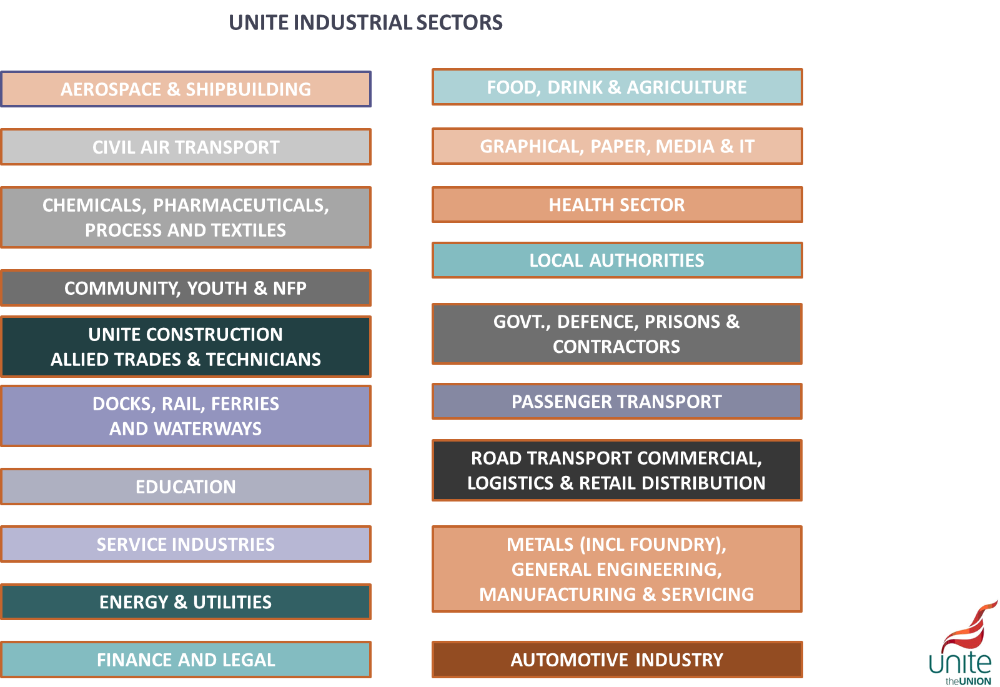 UNITE INDUSTRIAL SECTORS
AEROSPACE & SHIPBUILDING
CIVIL AIR TRANSPORT
CHEMICALS, PHARMACEUTICALS,
PROCESS AND TEXTILES
COMMUNITY, YOUTH & NFP
UNITE CONSTRUCTION
ALLIED TRADES & TECHNICIANS
DOCKS, RAIL, FERRIES
AND WATERWAYS
EDUCATION
SERVICE INDUSTRIES
ENERGY & UTILITIES
FINANCE AND LEGAL
FOOD, DRINK & AGRICULTURE
GRAPHICAL, PAPER, MEDIA & IT
HEALTH SECTOR
LOCAL AUTHORITIES
GOVT., DEFENCE, PRISONS &
CONTRACTORS
PASSENGER TRANSPORT
ROAD TRANSPORT COMMERCIAL,
LOGISTICS & RETAIL DISTRIBUTION
METALS (INCL FOUNDRY),
GENERAL ENGINEERING,
MANUFACTURING & SERVICING
AUTOMOTIVE INDUSTRY
unite
theUNION